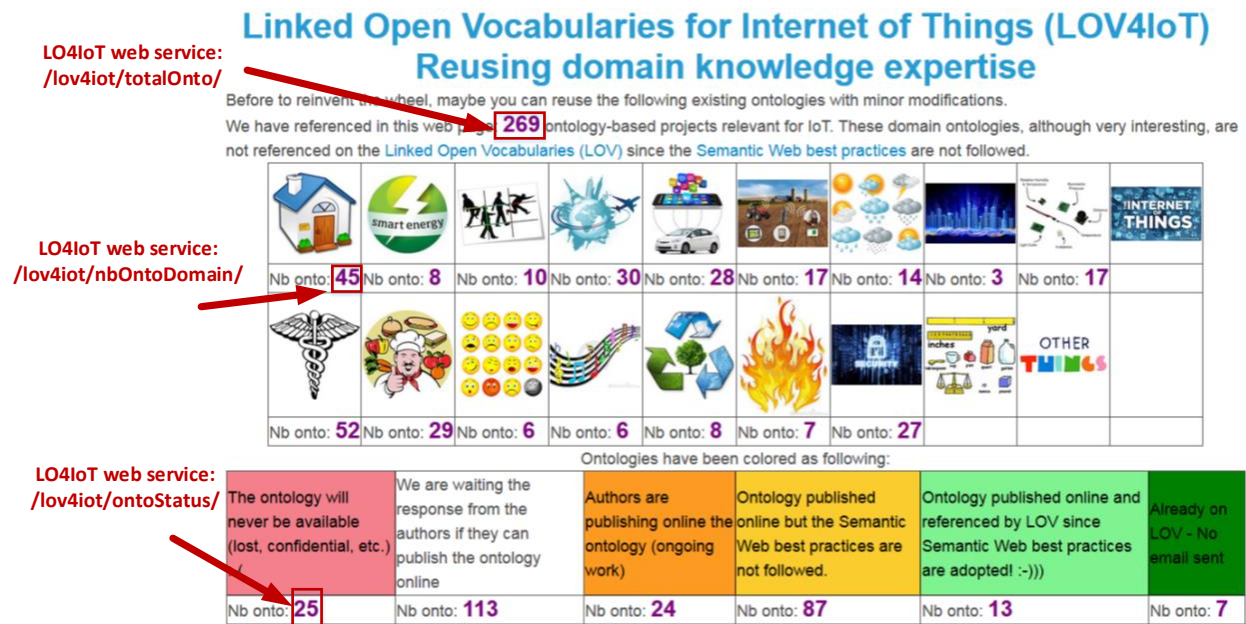 Linked Open Vocabularies for Internet of Things (LOV4IoT)
Reusing domain knowledge expertise
LO4IoT web service:
/lov4iot/totalOnto/
Before to reinvent the wheel, maybe you can reuse the following existing ontologies with minor modifications.
We have referenced in this web page 269 ontology-based projects relevant for IoT. These domain ontologies, although very interesting, are
not referenced on the Linked Open Vocabularies (LOV) since the Semantic Web best practices are not followed.
smart energy
INTERNET
OF
THINGS
LO4IoT web service:
/lov4iot/nbOntoDomain/
Nb onto: 45 Nb onto: 8 Nb onto: 10 Nb onto: 30 Nb onto: 28 Nb onto: 17 Nb onto: 14 Nb onto: 3 Nb onto: 17
SECURITY
yard
inches
OTHER
THINGS
Nb onto: 52 Nb onto: 29 Nb onto: 6 Nb onto: 6 Nb onto: 8 Nb onto: 7 Nb onto: 27
Ontologies have been colored as following:
LO4IoT web service:
/lov4iot/ontoStatus/
The ontology will
never be available
(lost, confidential, etc.)
:-(
We are waiting the
response from the
authors if they can
publish the ontology
online
Authors are
publishing online the
ontology (ongoing
work)
Ontology published
online but the Semantic
Web best practices are
not followed.
Ontology published online and
referenced by LOV since
Semantic Web best practices
are adopted! :-)))
Already on
LOV - No
email sent
Nb onto: 25 Nb onto: 113 Nb onto: 24 Nb onto: 87 Nb onto: 13 Nb onto: 7